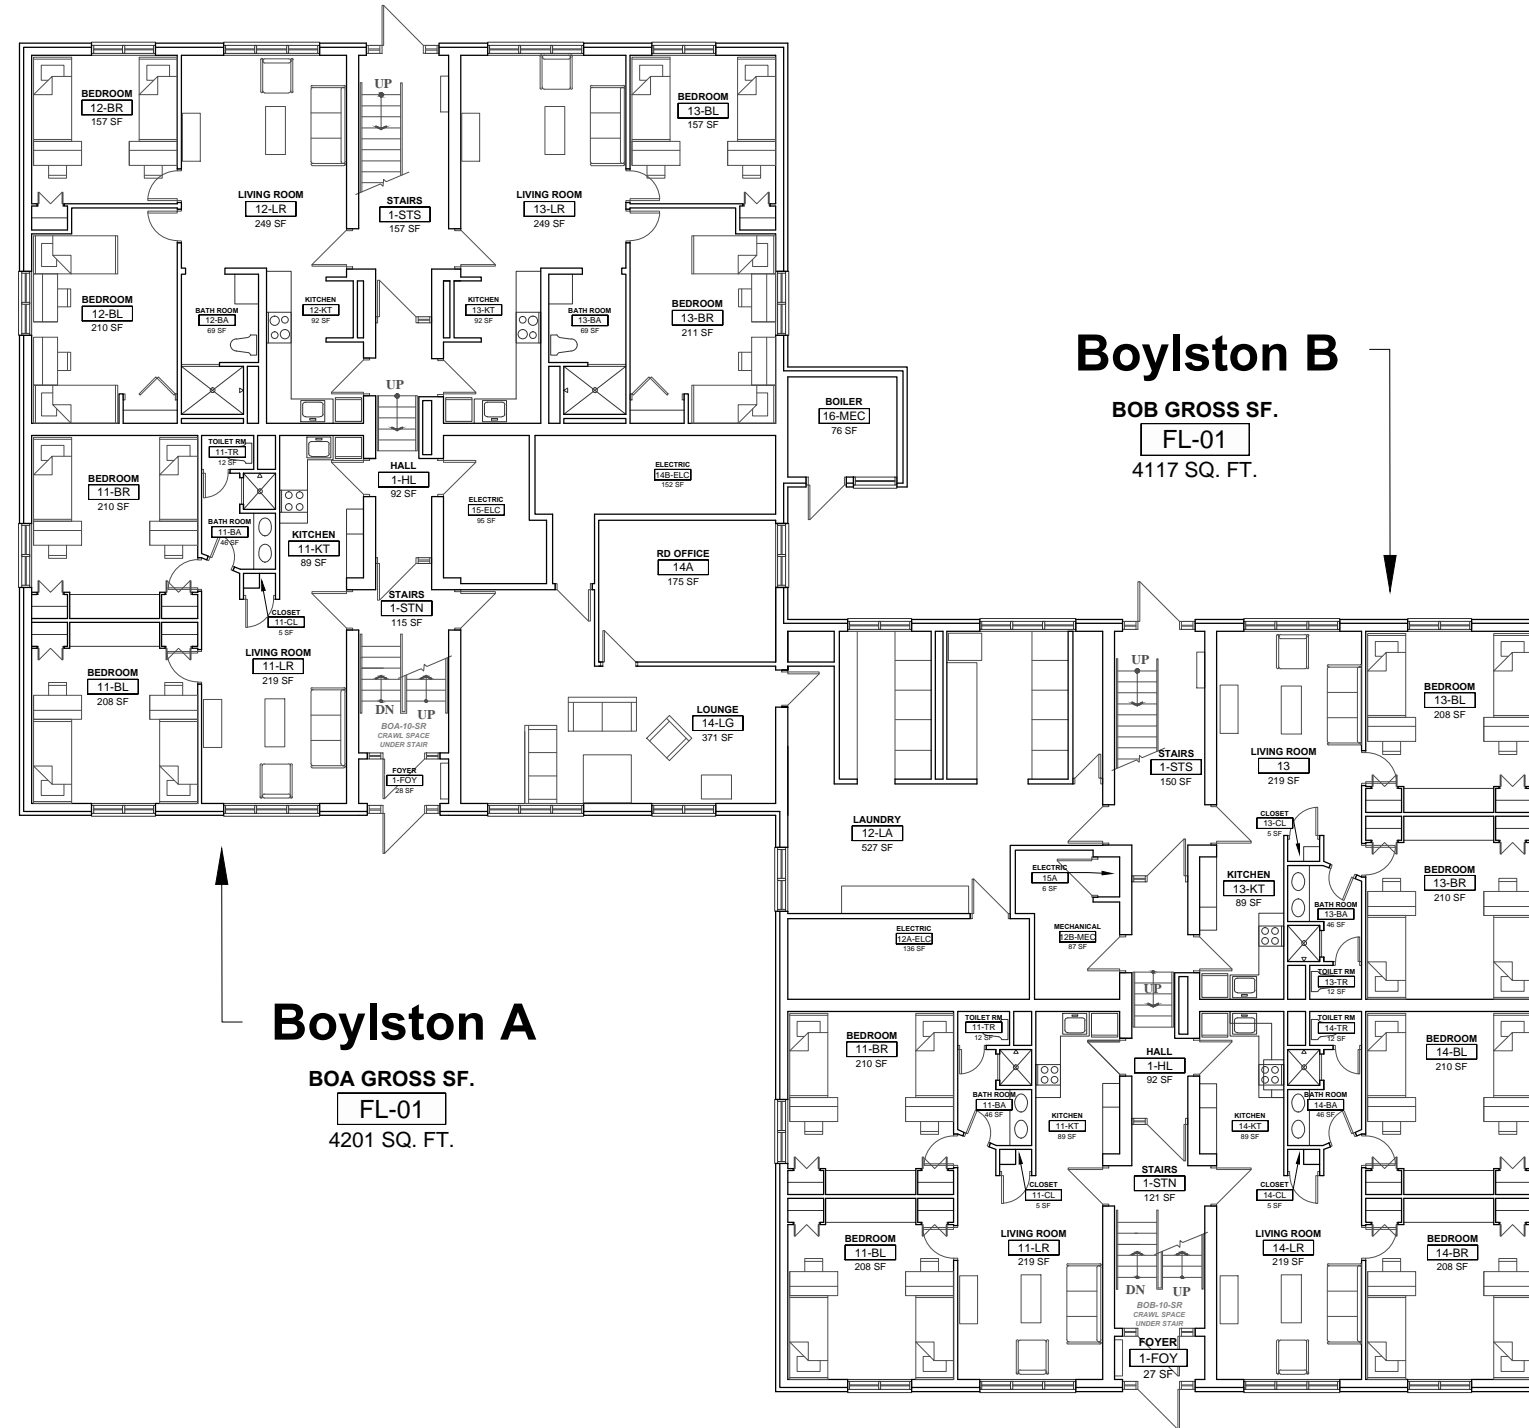 UP
BEDROOM
12-BR
157 SF
BEDROOM
13-BL
157 SF
LIVING ROOM
12-LR
249 SF
STAIRS
1-STS
157 SF
LIVING ROOM
13-LR
249 SF
BEDROOM
12-BL
210 SF
BATH ROOM
12-BA
69 SF
KITCHEN
12-KT
92 SF
KITCHEN
13-KT
92 SF
BATH ROOM
13-BA
69 SF
BEDROOM
13-BR
211 SF
UP
BOILER
16-MEC
76 SF
TOILET RM
11-TR
12 SF
BEDROOM
11-BR
210 SF
HALL
1-HL
92 SF
ELECTRIC
14B-ELC
152 SF
ELECTRIC
15-ELC
95 SF
BATH ROOM
11-BA
46 SF
KITCHEN
11-KT
89 SF
RD OFFICE
14A
175 SF
CLOSET
11-CL
5 SF
STAIRS
1-STN
115 SF
LIVING ROOM
11-LR
219 SF
BEDROOM
11-BL
208 SF
DN
UP
BOA-10-SR
CRAWL SPACE
UNDER STAIR
LOUNGE
14-LG
371 SF
FOYER
1-FOY
28 SF
Boylston A
BOA GROSS SF.
FL-01
4201 SQ. FT.
Boylston B
BOB GROSS SF.
FL-01
4117 SQ. FT.
UP
BEDROOM
13-BL
208 SF
STAIRS
1-STS
150 SF
LIVING ROOM
13
219 SF
LAUNDRY
12-LA
527 SF
CLOSET
13-CL
5 SF
ELECTRIC
15A
6 SF
KITCHEN
13-KT
89 SF
BEDROOM
13-BR
210 SF
BATH ROOM
13-BA
46 SF
ELECTRIC
12A-ELC
136 SF
MECHANICAL
12B-MEC
87 SF
TOILET RM
13-TR
12 SF
UP
BEDROOM
11-BR
210 SF
TOILET RM
11-TR
12 SF
HALL
1-HL
92 SF
TOILET RM
14-TR
12 SF
BEDROOM
14-BL
210 SF
BATH ROOM
11-BA
46 SF
KITCHEN
11-KT
89 SF
KITCHEN
14-KT
89 SF
BATH ROOM
14-BA
46 SF
CLOSET
11-CL
5 SF
STAIRS
1-STN
121 SF
CLOSET
14-CL
5 SF
BEDROOM
11-BL
208 SF
LIVING ROOM
11-LR
219 SF
LIVING ROOM
14-LR
219 SF
BEDROOM
14-BR
208 SF
DN
UP
BOB-10-SR
CRAWL SPACE
UNDER STAIR
FOYER
1-FOY
27 SF